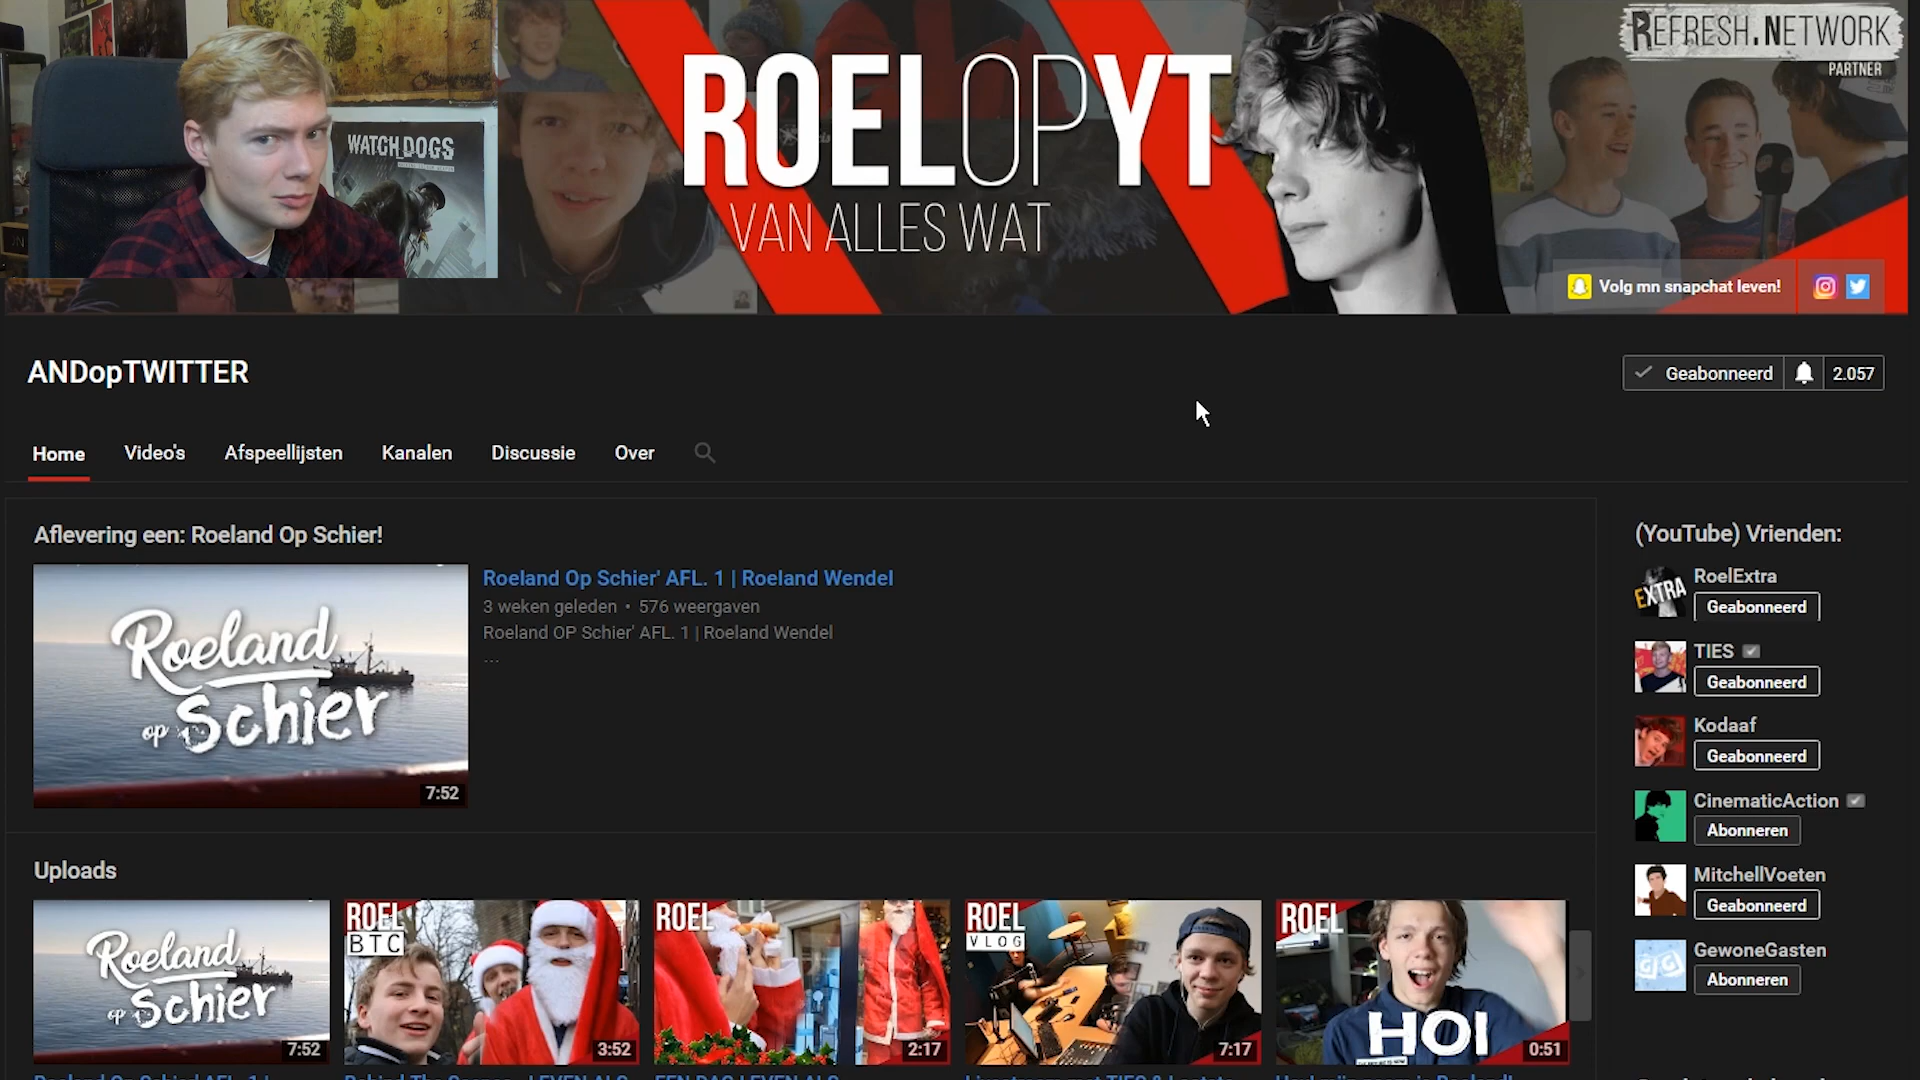 REFRESH.NETWORK
PARTNER
WATCH_DOGS
ROELOPYT
VAN ALLES WAT
Volg mn snapchat leven!
ANDopTWITTER
Geabonneerd 2.057
Home Video's Afspeellijsten Kanalen Discussie Over
Aflevering een: Roeland Op Schier!
Roeland op Schier
7:52
Roeland Op Schier' AFL. 1 | Roeland Wendel
3 weken geleden • 576 weergaven
Roeland OP Schier' AFL. 1 | Roeland Wendel
...
(YouTube) Vrienden:
EXTRA
RoelExtra
Geabonneerd
TIES
Geabonneerd
Kodaaf
Geabonneerd
CinematicAction
Abonneren
MitchellVoeten
Geabonneerd
GG
GewoneGasten
Abonneren
Uploads
Roeland op Schier
7:52
ROEL
BTC
3:52
ROEL
2:17
ROEL
VLOG
7:17
ROEL
HOI
0:51